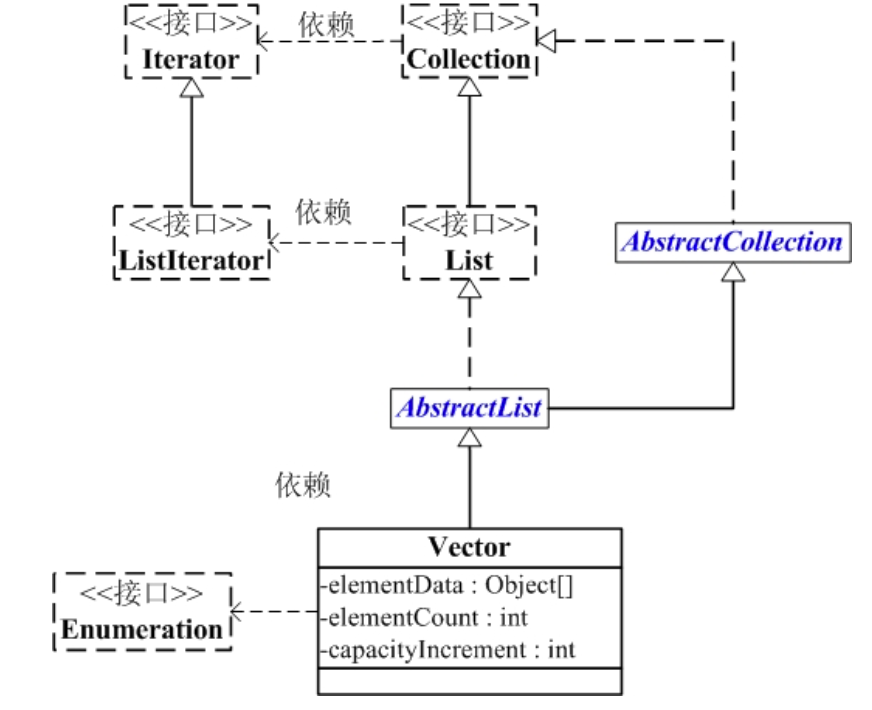 <<接口>>
Iterator
依赖
<<接口>>
Collection
<<接口>>
ListIterator
依赖
<<接口>>
List
AbstractCollection
AbstractList
依赖
Vector
-elementData : Object[]
-elementCount : int
-capacityIncrement : int
<<接口>>
Enumeration